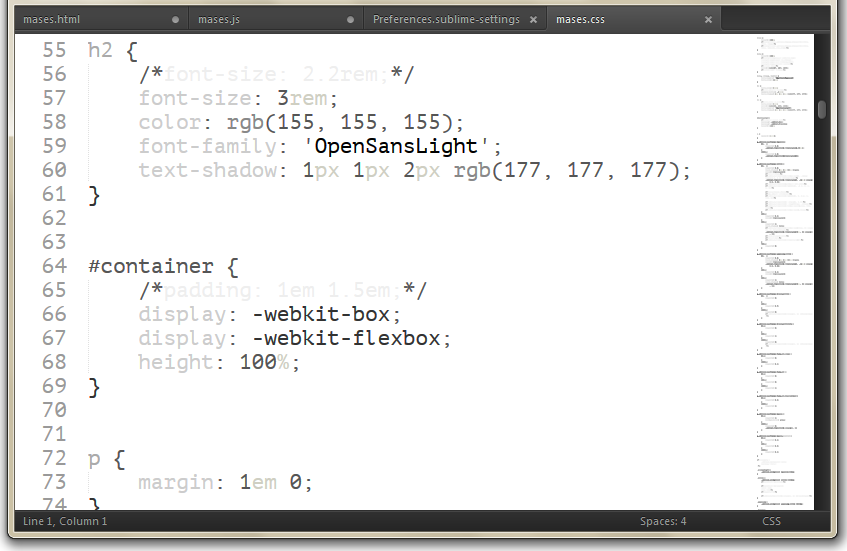 mases.html mases.js Preferences.sublime-settings mases.css
55 h2 {
56     /*font-size: 2.2rem;*/
57     font-size: 3rem;
58     color: rgb(155, 155, 155);
59     font-family: 'OpenSansLight';
60     text-shadow: 1px 1px 2px rgb(177, 177, 177);
61 }
62
63
64 #container {
65     /*padding: 1em 1.5em;*/
66     display: -webkit-box;
67     display: -webkit-flexbox;
68     height: 100%;
69 }
70
71
72 p {
73     margin: 1em 0;
74 }
Line 1, Column 1 Spaces: 4 CSS